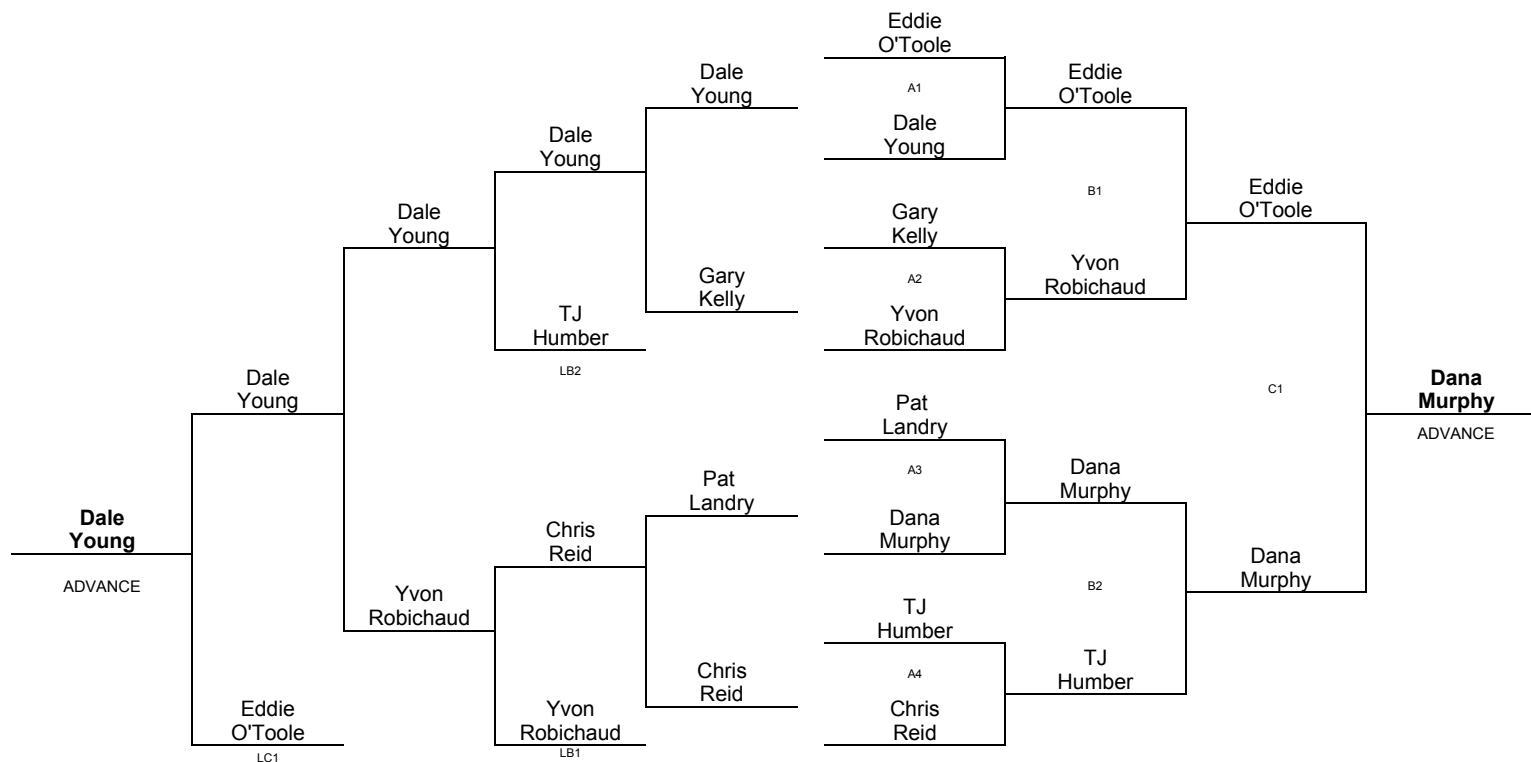 Eddie
O'Toole
Dale
Young
A1
Eddie
O'Toole
Dale
Young
Dale
Young
Dale
Young
B1
Eddie
O'Toole
Gary
Kelly
Gary
Kelly
A2
Yvon
Robichaud
TJ
Humber
Yvon
Robichaud
LB2
Dale
Young
C1
Dana
Murphy
ADVANCE
Pat
Landry
A3
Pat
Landry
Dana
Murphy
Dale
Young
ADVANCE
Chris
Reid
Dana
Murphy
Dana
Murphy
B2
Yvon
Robichaud
TJ
Humber
Chris
Reid
A4
TJ
Humber
Eddie
O'Toole
LC1
Yvon
Robichaud
LB1
Chris
Reid